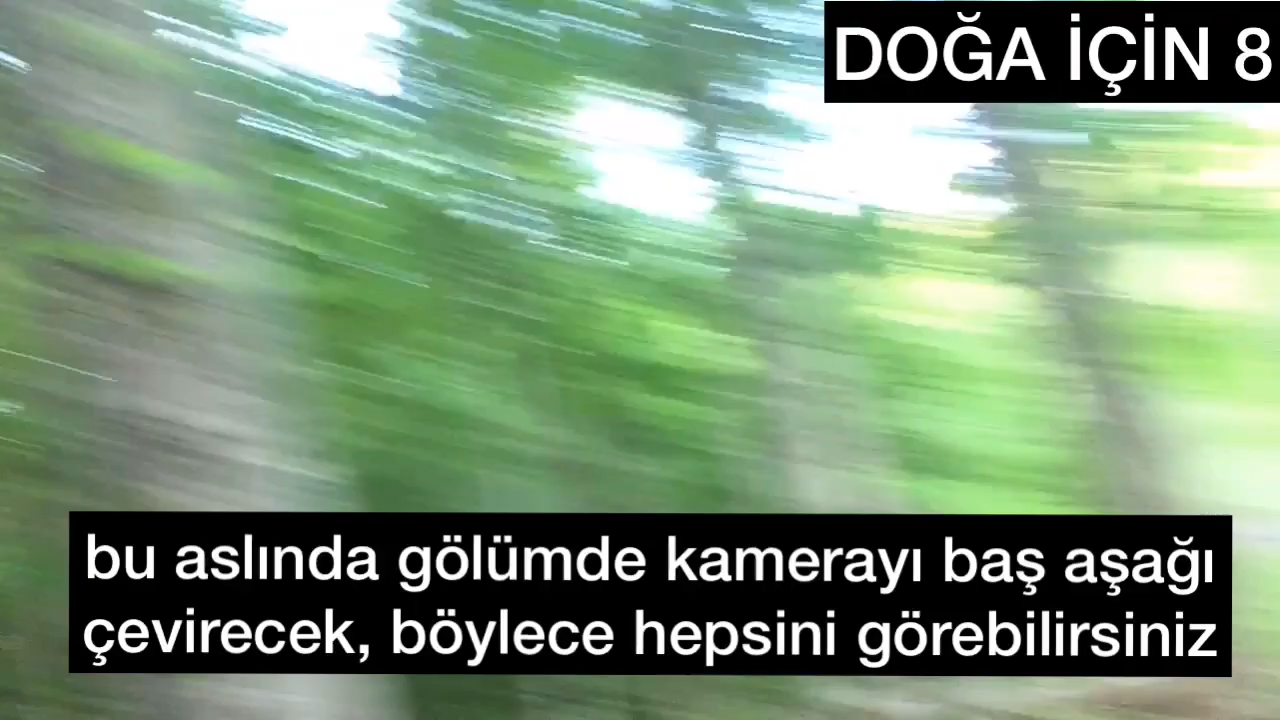 DOĞA İÇİN 8
bu aslında gölümde kamerayı baş aşağı
çevirecek, böylece hepsini görebilirsiniz